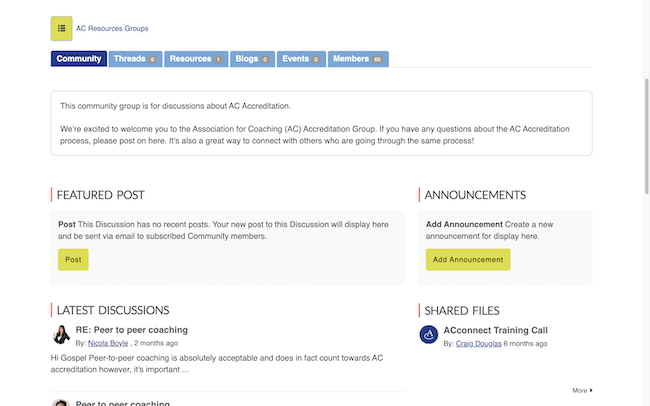 AC Resources Groups
Community
Threads 6
Resources 1
Blogs 0
Events 0
Members 66
This community group is for discussions about AC Accreditation.
We're excited to welcome you to the Association for Coaching (AC) Accreditation Group. If you have any questions about the AC Accreditation
process, please post on here. It's also a great way to connect with others who are going through the same process!
FEATURED POST
Post This Discussion has no recent posts. Your new post to this Discussion will display here
and be sent via email to subscribed Community members.
Post
ANNOUNCEMENTS
Add Announcement Create a new
announcement for display here.
Add Announcement
LATEST DISCUSSIONS
RE: Peer to peer coaching
By: Nicola Boyle , 2 months ago
Hi Gospel Peer-to-peer coaching is absolutely acceptable and does in fact count towards AC
accreditation however, it's important ...
Peer to peer coaching
SHARED FILES
ACconnect Training Call
By: Craig Douglas 6 months ago
More